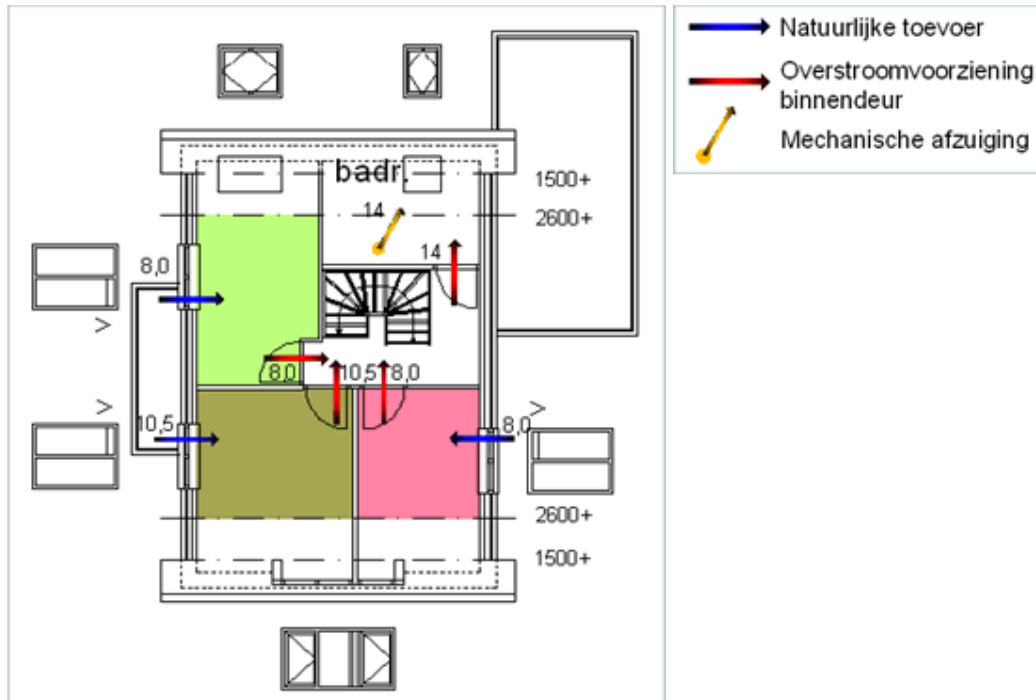 Natuurlijke toevoer
Overstroomvoorziening
binnendeur
Mechanische afzuiging
badr.
1500+
14
2600+
14
8,0
8,0
10,5
8,0
10,5
8,0
2600+
1500+